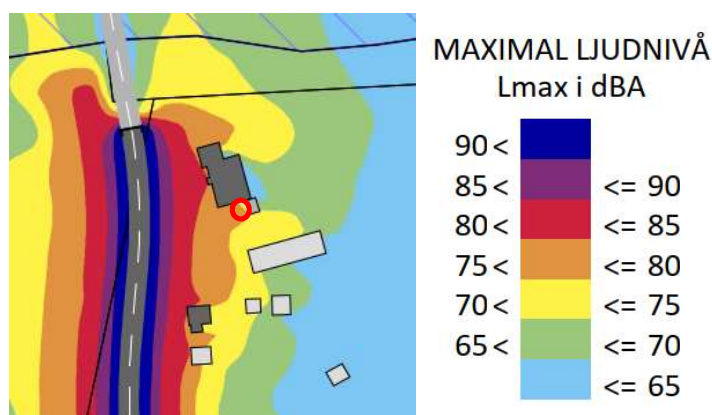 MAXIMAL LJUDNIVÅ
Lmax i dBA
90 <
85 < <= 90
80 < <= 85
75 < <= 80
70 < <= 75
65 < <= 70
<= 65